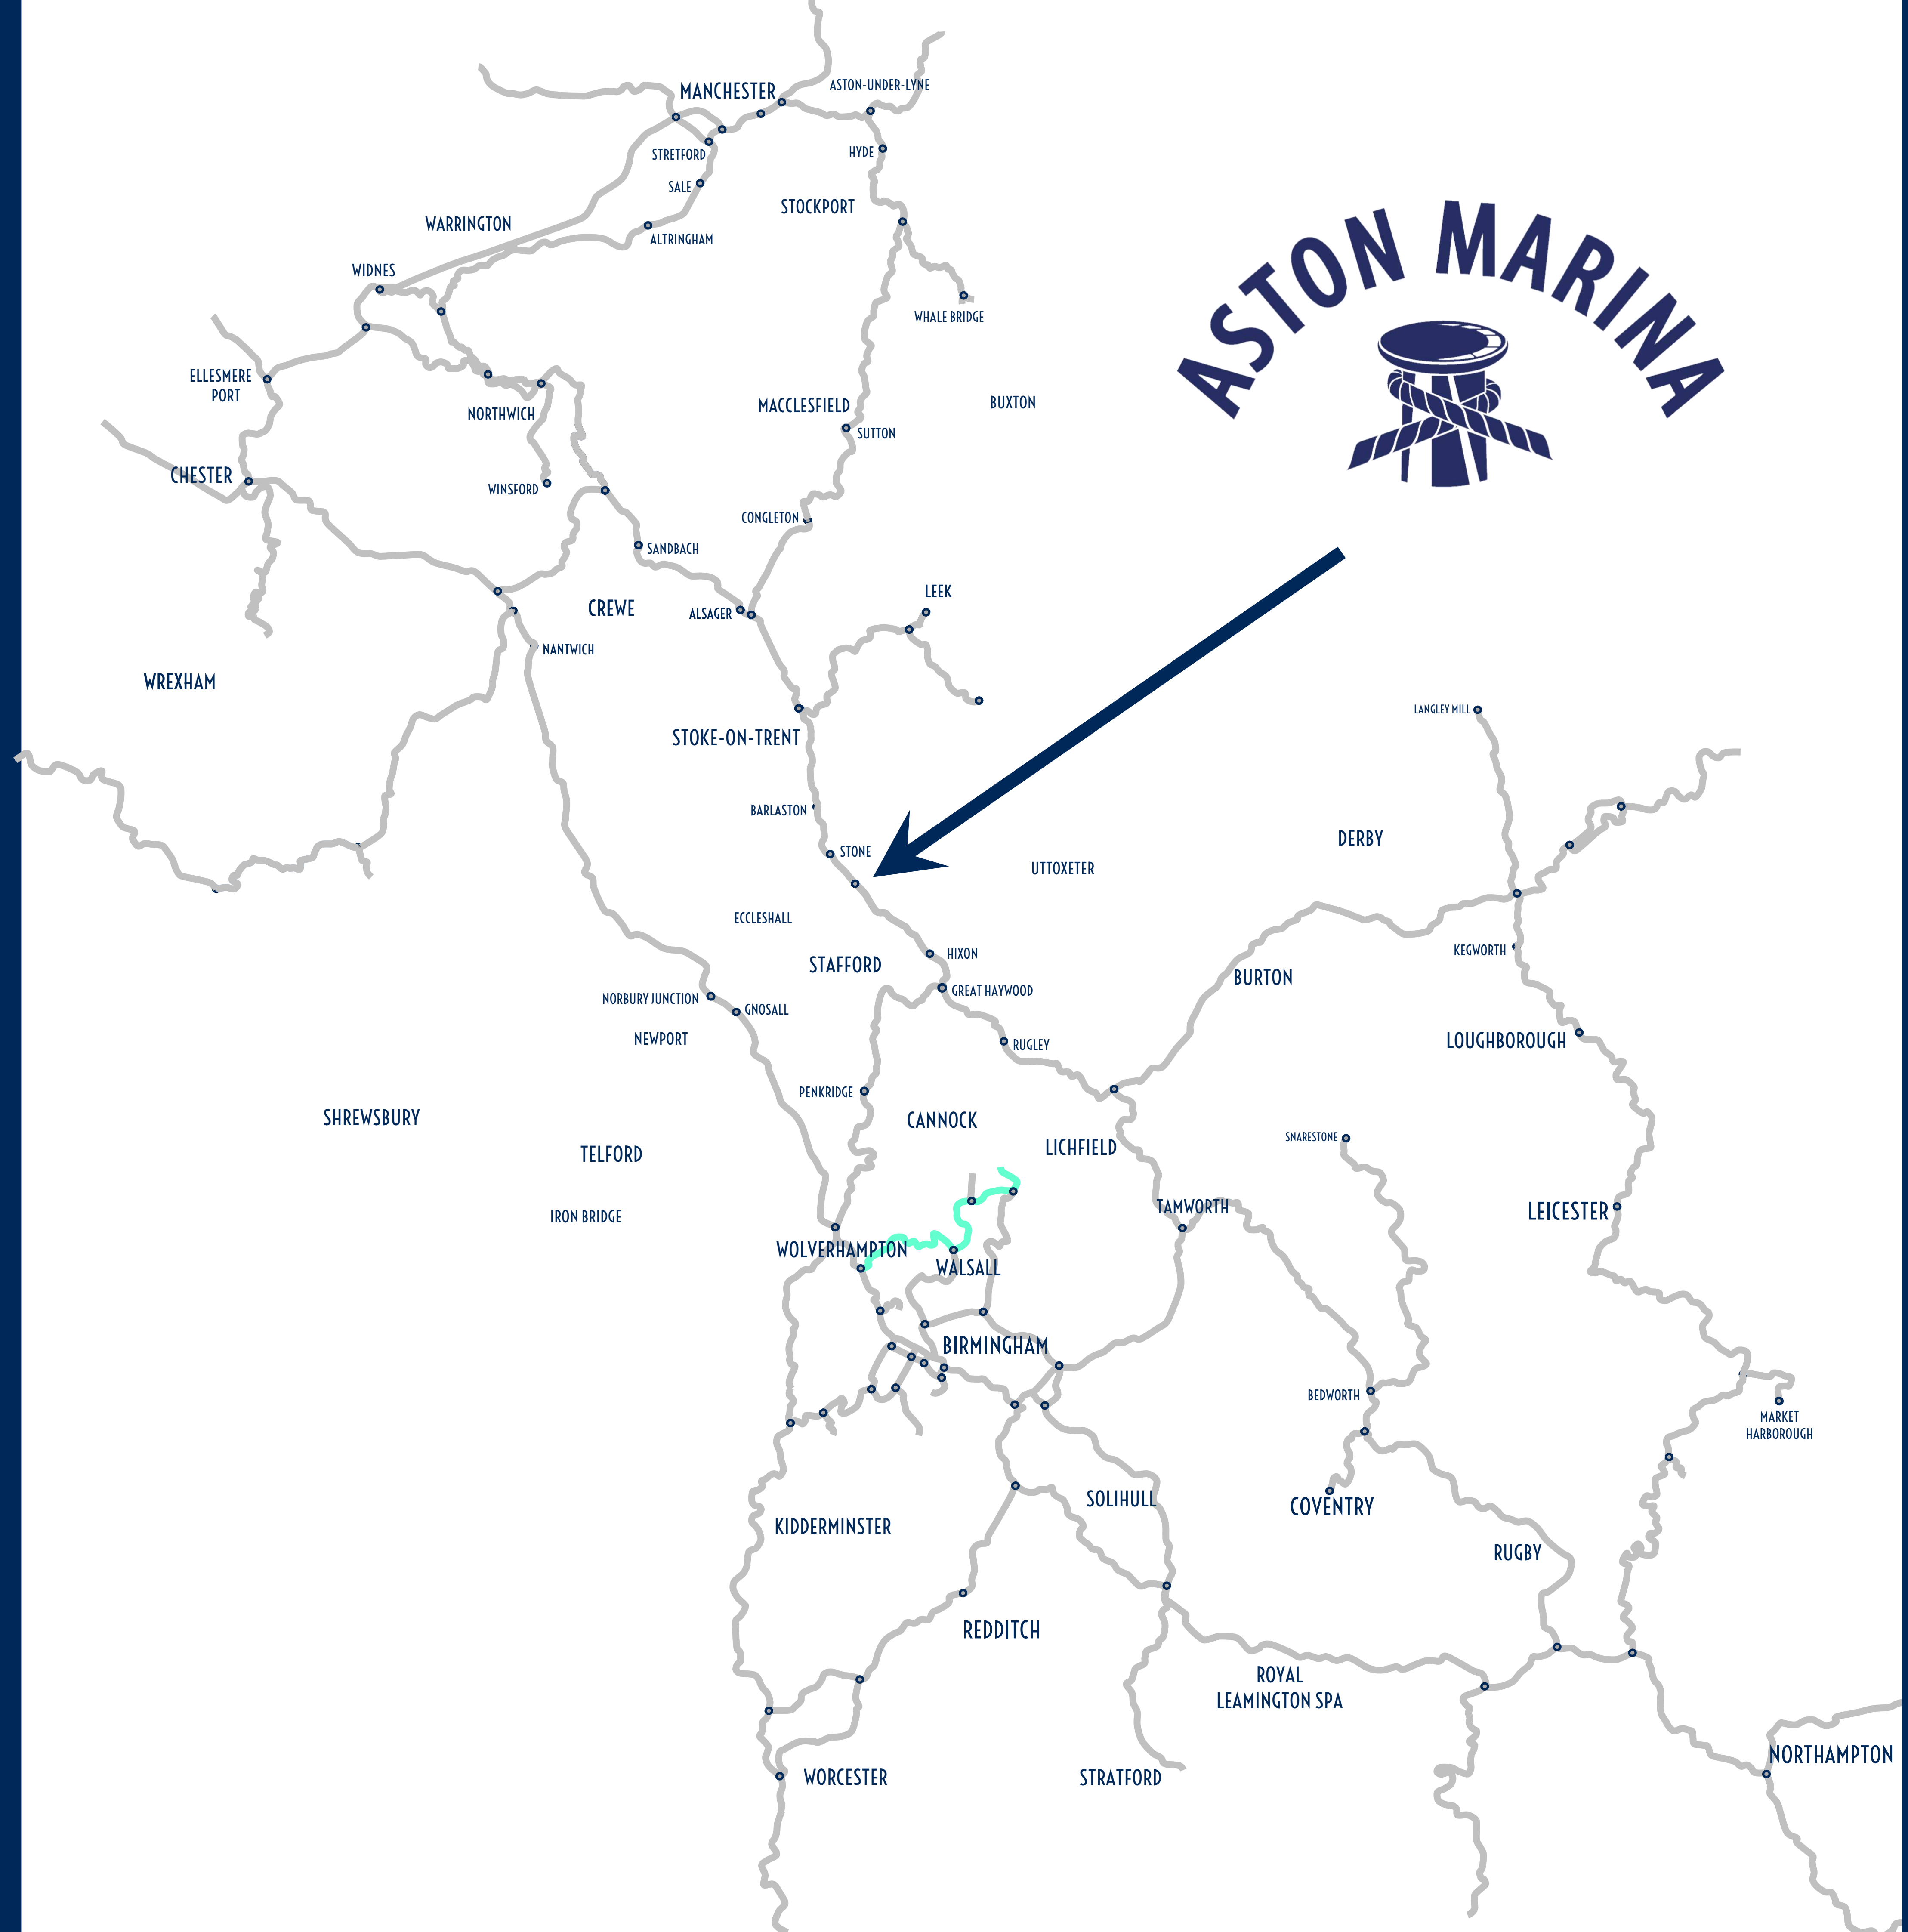 MANCHESTER
ASTON-UNDER-LYNE
STRETFORD
HYDE
SALE
STOCKPORT
WARRINGTON
ALTRINGHAM
WIDNES
WHALE BRIDGE
ASTON MARINA
ELLESMERE
PORT
NORTHWICH
MACCLESFIELD
BUXTON
SUTTON
CHESTER
WINSFORD
CONGLETON
SANDBACH
LEEK
CREWE
ALSAGER
NANTWICH
WREXHAM
LANGLEY MILL
STOKE-ON-TRENT
BARLASTON
DERBY
STONE
UTTOXETER
ECCLESHALL
HIXON
KEGWORTH
STAFFORD
BURTON
GREAT HAYWOOD
NORBURY JUNCTION
GNOSALL
NEWPORT
RUGLEY
LOUGHBOROUGH
PENKRIDGE
SHREWSBURY
CANNOCK
SNARESTONE
LICHFIELD
TELFORD
TAMWORTH
LEICESTER
IRON BRIDGE
WOLVERHAMPTON
WALSALL
BIRMINGHAM
BEDWORTH
MARKET
HARBOROUGH
SOLIHULL
COVENTRY
KIDDERMINSTER
RUGBY
REDDITCH
ROYAL
LEAMINGTON SPA
NORTHAMPTON
WORCESTER
STRATFORD